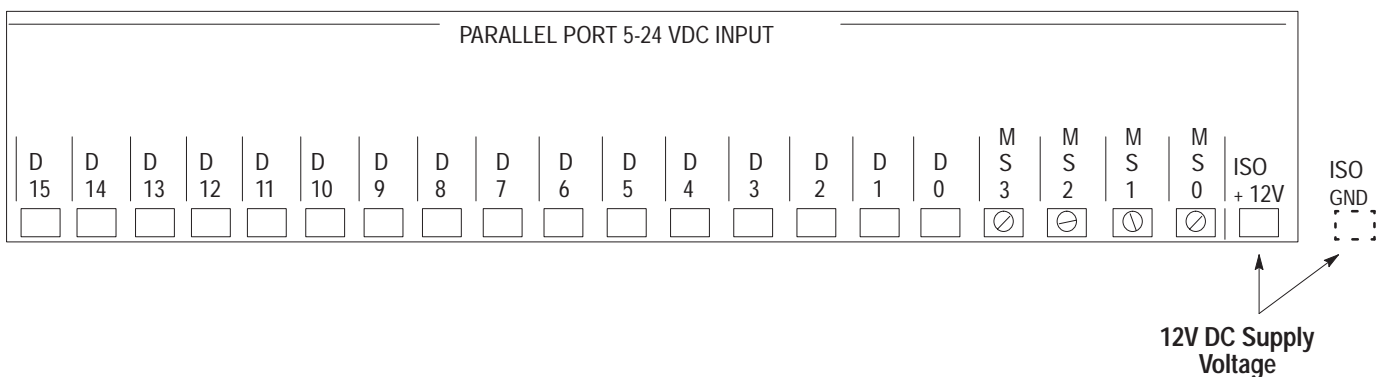 PARALLEL PORT 5-24 VDC INPUT
M M M M
D D D D D D D D D D D D D D D D S S S S ISO ISO
15 14 13 12 11 10 9 8 7 6 5 4 3 2 1 0 3 2 1 0 + 12V GND
12V DC Supply
Voltage